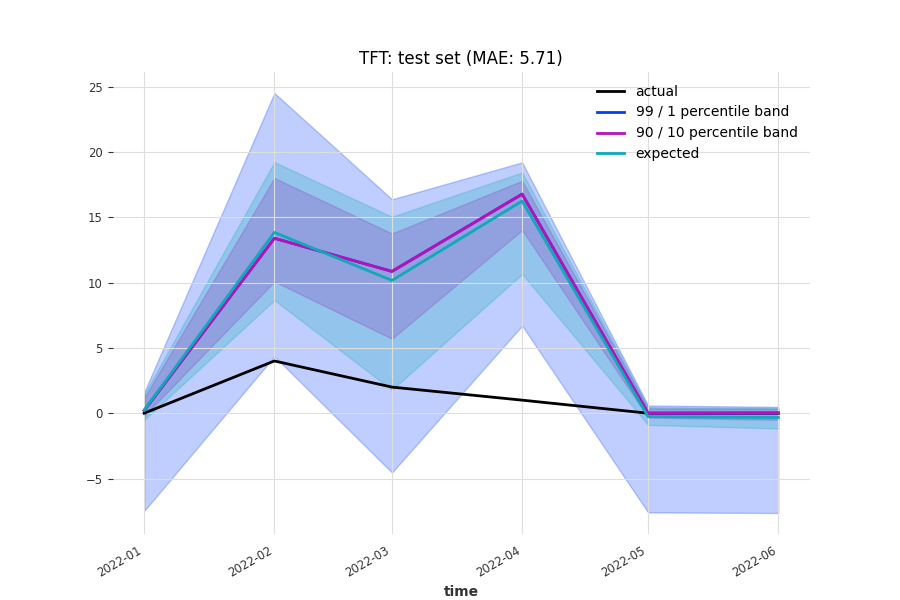 TFT: test set (MAE: 5.71)
actual
99 / 1 percentile band
90 / 10 percentile band
expected
25
20
15
10
5
0
−5
2022-01
2022-02
2022-03
2022-04
2022-05
2022-06
time